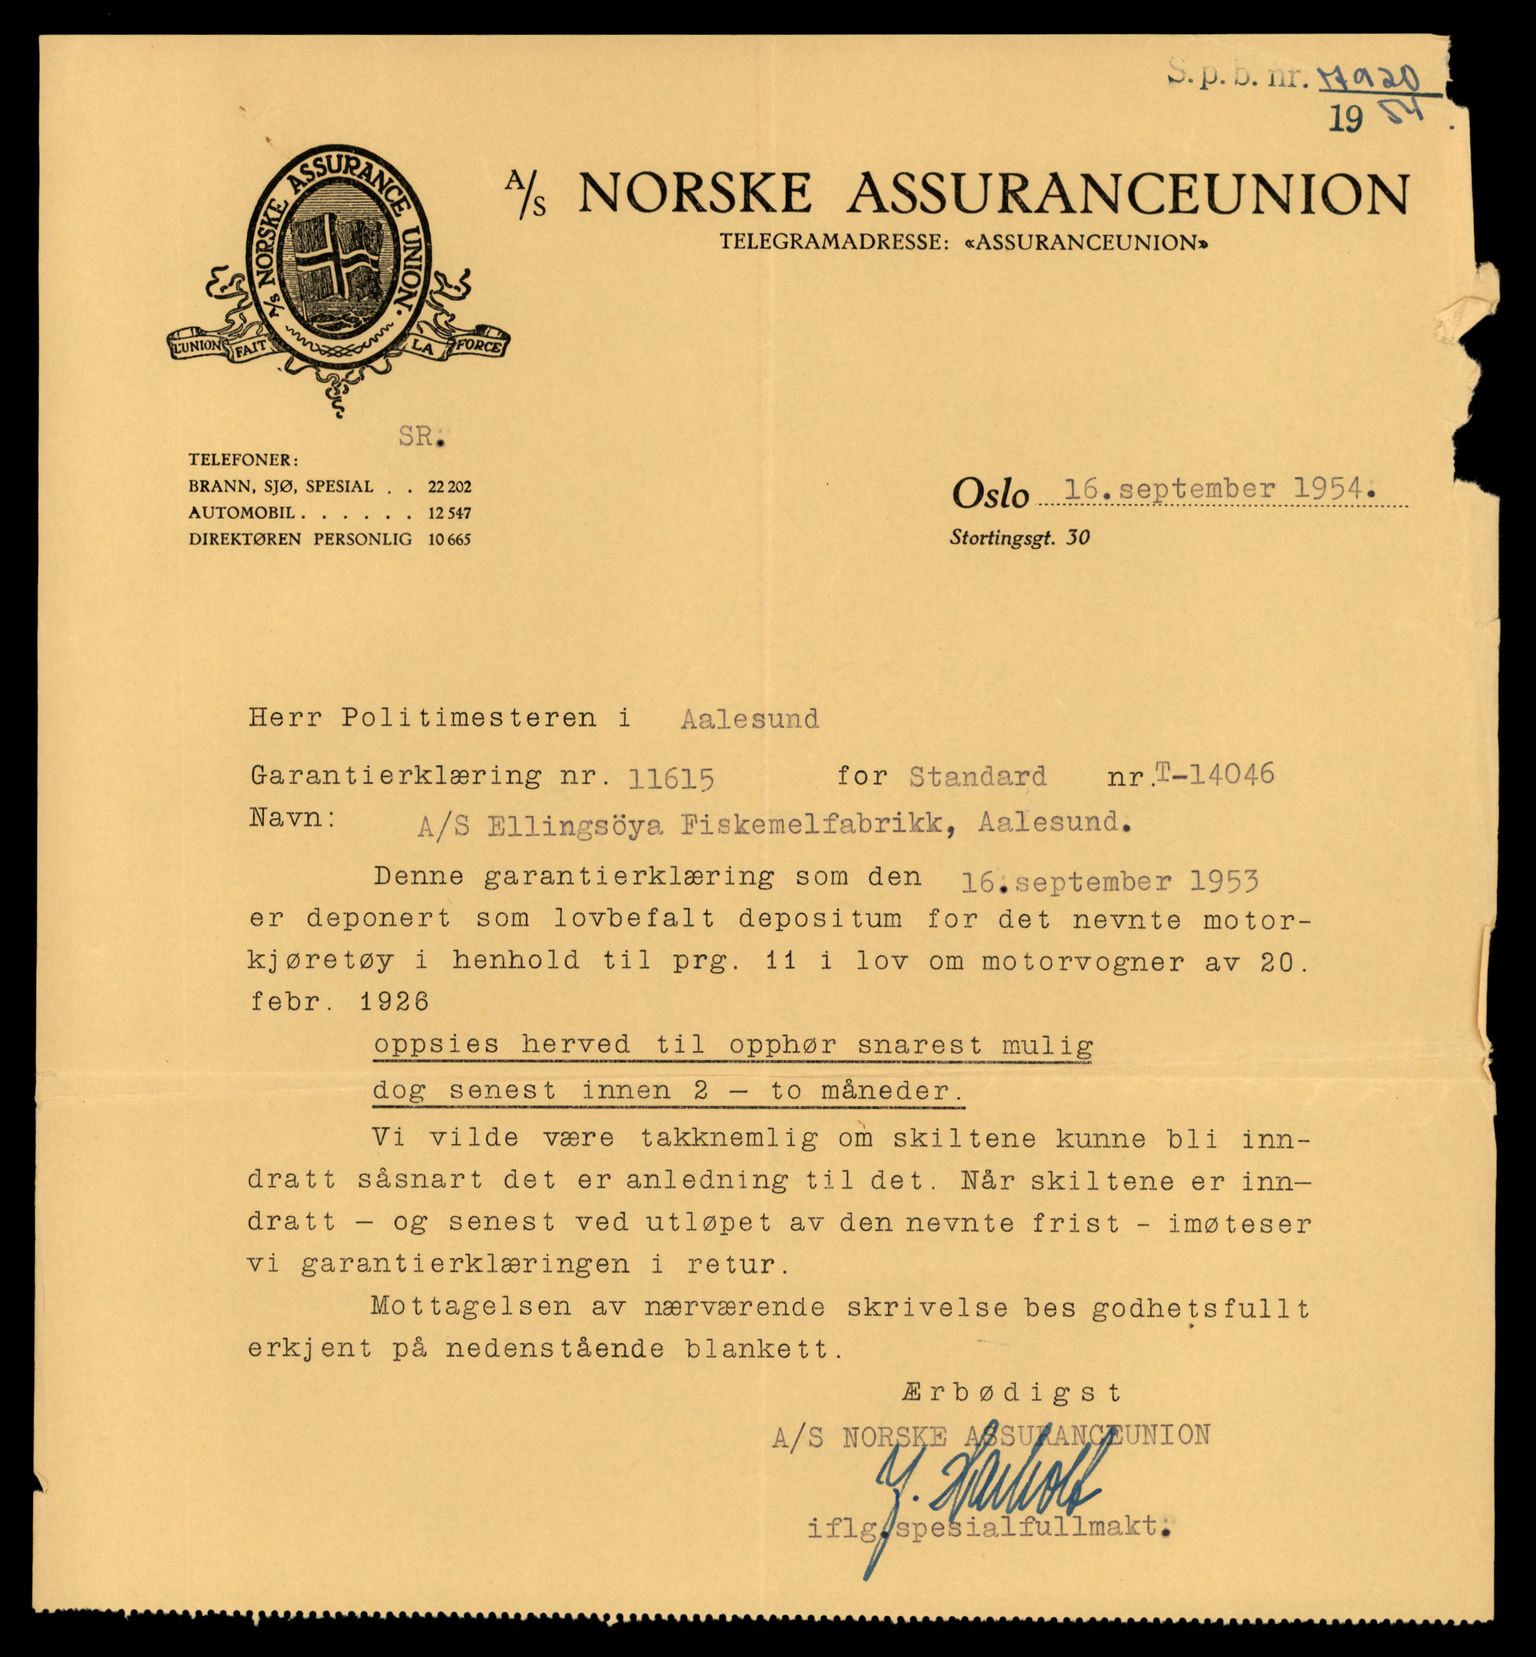 S.p.b. nr. 7920
19 54
A/S NORSKE ASSURANCEUNION
TELEGRAMADRESSE: «ASSURANCEUNION»
A/S NORSKE ASSURANCE UNION.
L'UNION FAIT LA FORCE
SR.
TELEFONER:
BRANN, SJØ, SPESIAL . . 22 202
AUTOMOBIL . . . . . . 12 547
DIREKTØREN PERSONLIG 10 665
Oslo 16.september 1954.
Stortingsgt. 30
Herr Politimesteren i Aalesund
Garantierklæring nr. 11615 for Standard nr. T-14046
Navn: A/S Ellingsöya Fiskemelfabrikk, Aalesund.
Denne garantierklæring som den 16.september 1953
er deponert som lovbefalt depositum for det nevnte motor-
kjøretøy i henhold til prg. 11 i lov om motorvogner av 20.
febr. 1926
oppsies herved til opphør snarest mulig
dog senest innen 2 – to måneder.
Vi vilde være takknemlig om skiltene kunne bli inn-
dratt såsnart det er anledning til det. Når skiltene er inn-
dratt – og senest ved utløpet av den nevnte frist – imøteser
vi garantierklæringen i retur.
Mottagelsen av nærværende skrivelse bes godhetsfullt
erkjent på nedenstående blankett.
Ærbødigst
A/S NORSKE ASSURANCEUNION
iflg.spesialfullmakt.